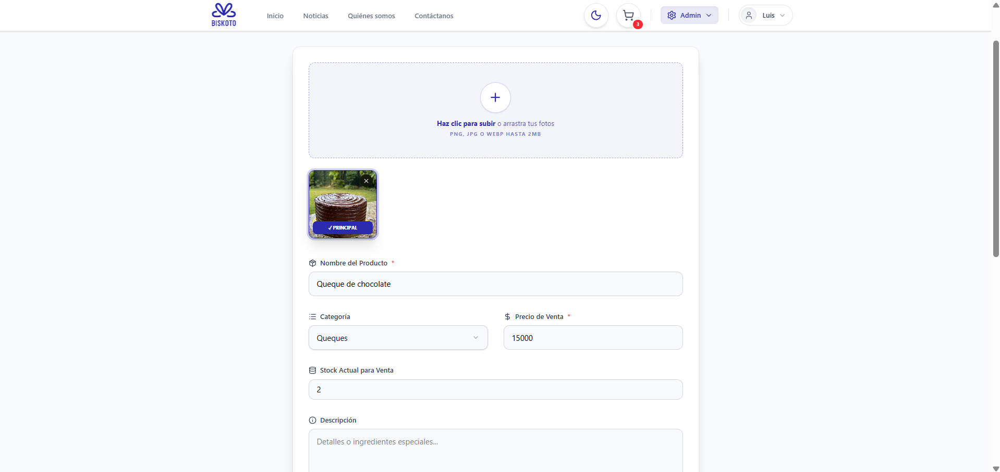 BISKOTO
Inicio
Noticias
Quiénes somos
Contáctanos
3
Admin
Luis
Haz clic para subir o arrastra tus fotos
PNG, JPG O WEBP HASTA 2MB
✓ PRINCIPAL
Nombre del Producto *
Queque de chocolate
Categoría
Precio de Venta *
Queques
15000
Stock Actual para Venta
2
Descripción
Detalles o ingredientes especiales...